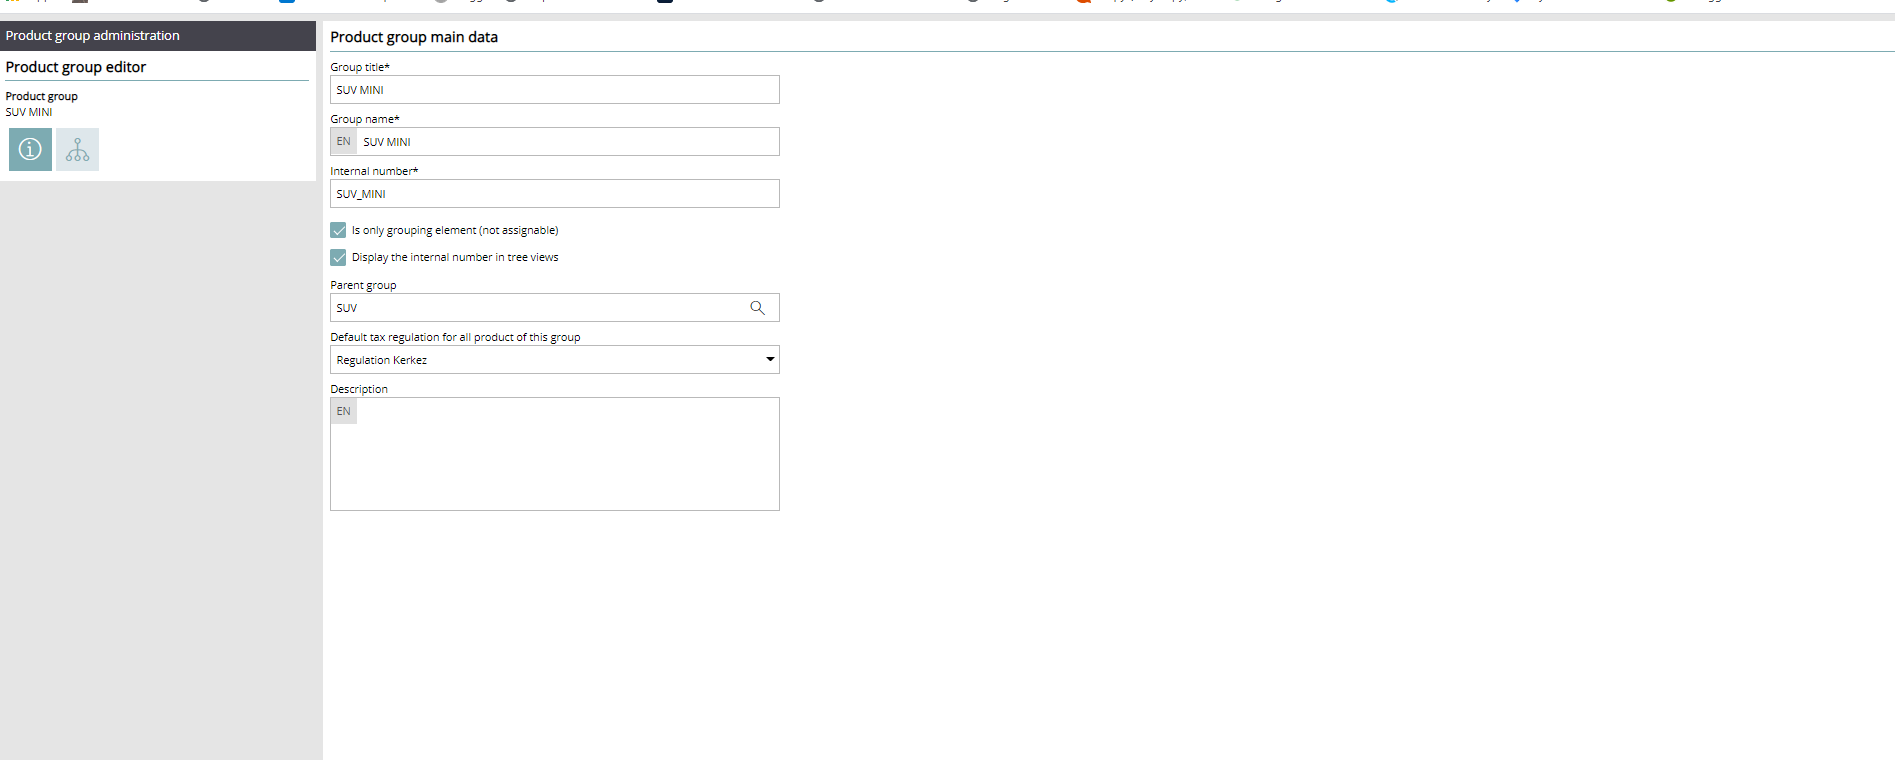 Product group administration
Product group editor
Product group
SUV MINI
Product group main data
Group title*
SUV MINI
Group name*
EN SUV MINI
Internal number*
SUV_MINI
Is only grouping element (not assignable)
Display the internal number in tree views
Parent group
SUV
Default tax regulation for all product of this group
Regulation Kerkez
Description
EN